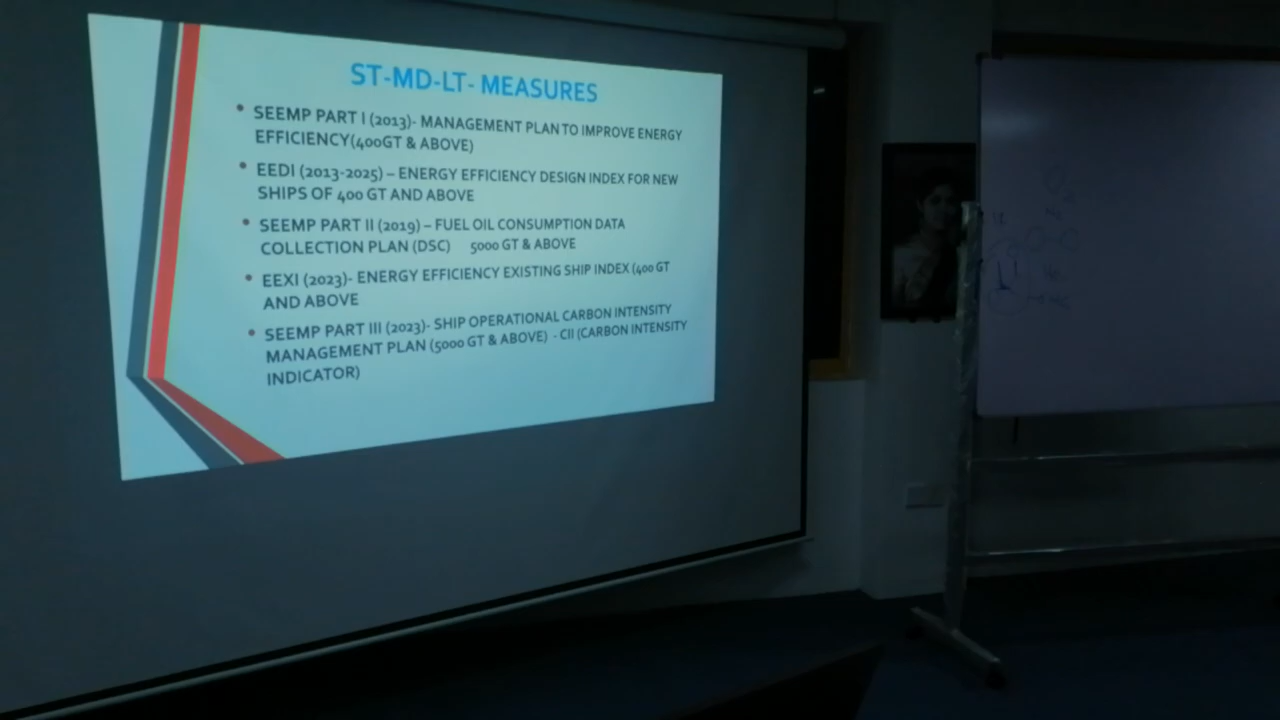 ST-MD-LT- MEASURES
• SEEMP PART I (2013)- MANAGEMENT PLAN TO IMPROVE ENERGY
EFFICIENCY(400GT & ABOVE)
• EEDI (2013-2025) – ENERGY EFFICIENCY DESIGN INDEX FOR NEW
SHIPS OF 400 GT AND ABOVE
• SEEMP PART II (2019) – FUEL OIL CONSUMPTION DATA
COLLECTION PLAN (DSC) 5000 GT & ABOVE
• EEXI (2023)- ENERGY EFFICIENCY EXISTING SHIP INDEX (400 GT
AND ABOVE
• SEEMP PART III (2023)- SHIP OPERATIONAL CARBON INTENSITY
MANAGEMENT PLAN (5000 GT & ABOVE) - CII (CARBON INTENSITY
INDICATOR)